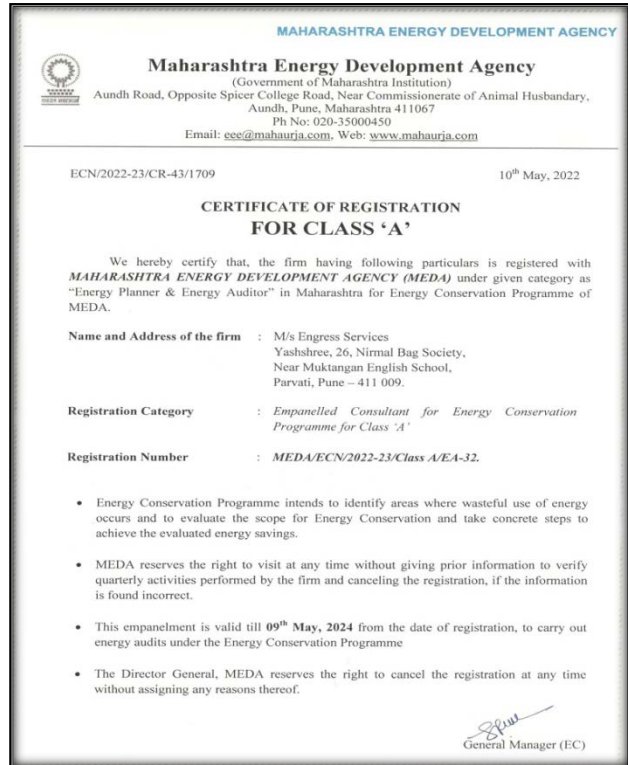 MAHARASHTRA ENERGY DEVELOPMENT AGENCY
Maharashtra Energy Development Agency
(Government of Maharashtra Institution)
Aundh Road, Opposite Spicer College Road, Near Commissionerate of Animal Husbandary,
Aundh, Pune, Maharashtra 411067
Ph No: 020-35000450
Email: eee@mahaurja.com, Web: www.mahaurja.com
ECN/2022-23/CR-43/1709 10th May, 2022
CERTIFICATE OF REGISTRATION
FOR CLASS ‘A’
We hereby certify that, the firm having following particulars is registered with
MAHARASHTRA ENERGY DEVELOPMENT AGENCY (MEDA) under given category as
“Energy Planner & Energy Auditor” in Maharashtra for Energy Conservation Programme of
MEDA.
Name and Address of the firm : M/s Engress Services
Yashshree, 26, Nirmal Bag Society,
Near Muktangan English School,
Parvati, Pune – 411 009.
Registration Category : Empanelled Consultant for Energy Conservation
Programme for Class ‘A’
Registration Number : MEDA/ECN/2022-23/Class A/EA-32.
• Energy Conservation Programme intends to identify areas where wasteful use of energy
occurs and to evaluate the scope for Energy Conservation and take concrete steps to
achieve the evaluated energy savings.
• MEDA reserves the right to visit at any time without giving prior information to verify
quarterly activities performed by the firm and canceling the registration, if the information
is found incorrect.
• This empanelment is valid till 09th May, 2024 from the date of registration, to carry out
energy audits under the Energy Conservation Programme
• The Director General, MEDA reserves the right to cancel the registration at any time
without assigning any reasons thereof.
General Manager (EC)